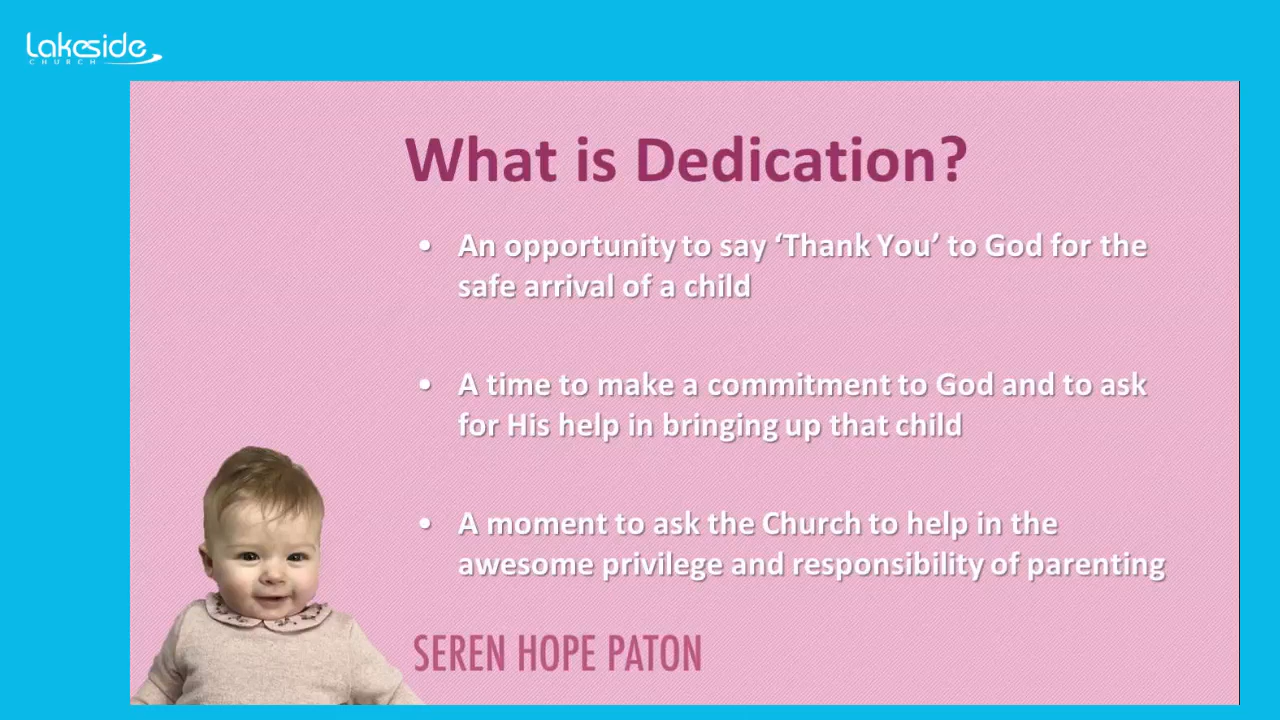 Lakeside
CHURCH
What is Dedication?
• An opportunity to say ‘Thank You’ to God for the
safe arrival of a child
• A time to make a commitment to God and to ask
for His help in bringing up that child
• A moment to ask the Church to help in the
awesome privilege and responsibility of parenting
SEREN HOPE PATON